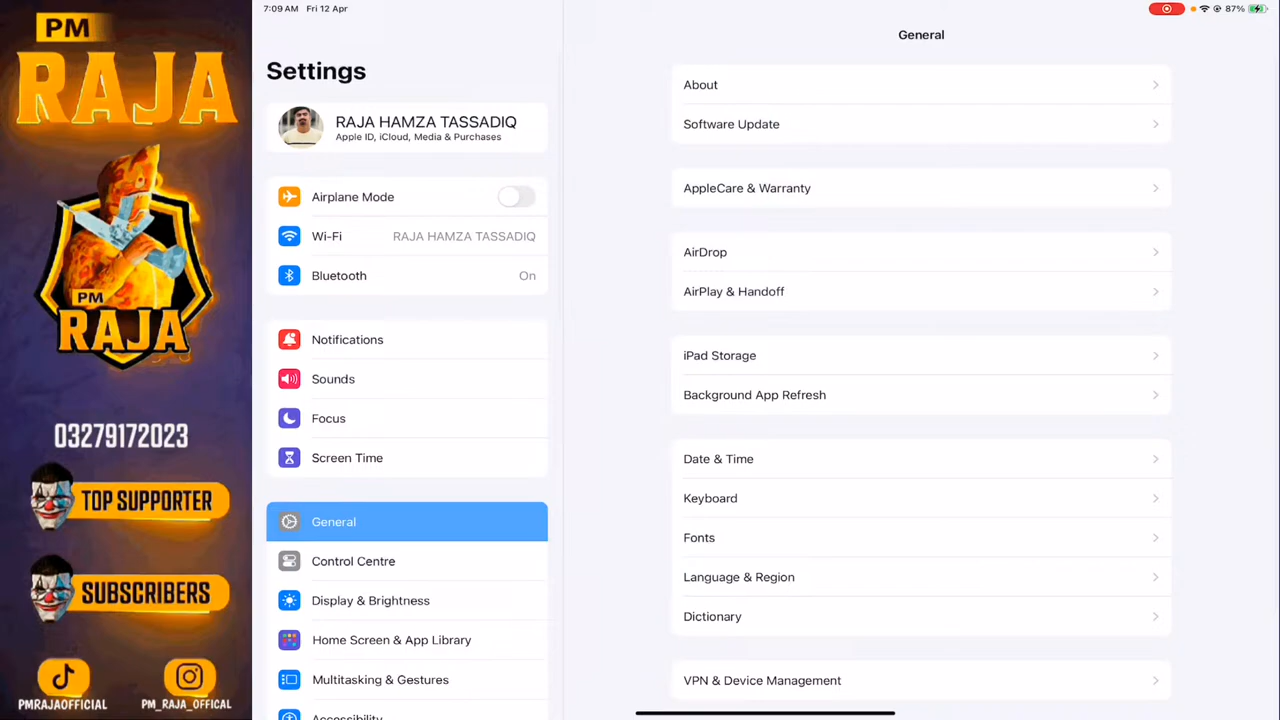 PM
RAJA
PM
RAJA
03279172023
TOP SUPPORTER
SUBSCRIBERS
PMRAJAOFFICIAL
PM_RAJA_OFFICAL
7:09 AM Fri 12 Apr
87%
Settings
RAJA HAMZA TASSADIQ
Apple ID, iCloud, Media & Purchases
Airplane Mode
Wi-Fi RAJA HAMZA TASSADIQ
Bluetooth On
Notifications
Sounds
Focus
Screen Time
General
Control Centre
Display & Brightness
Home Screen & App Library
Multitasking & Gestures
Accessibility
General
About
Software Update
AppleCare & Warranty
AirDrop
AirPlay & Handoff
iPad Storage
Background App Refresh
Date & Time
Keyboard
Fonts
Language & Region
Dictionary
VPN & Device Management